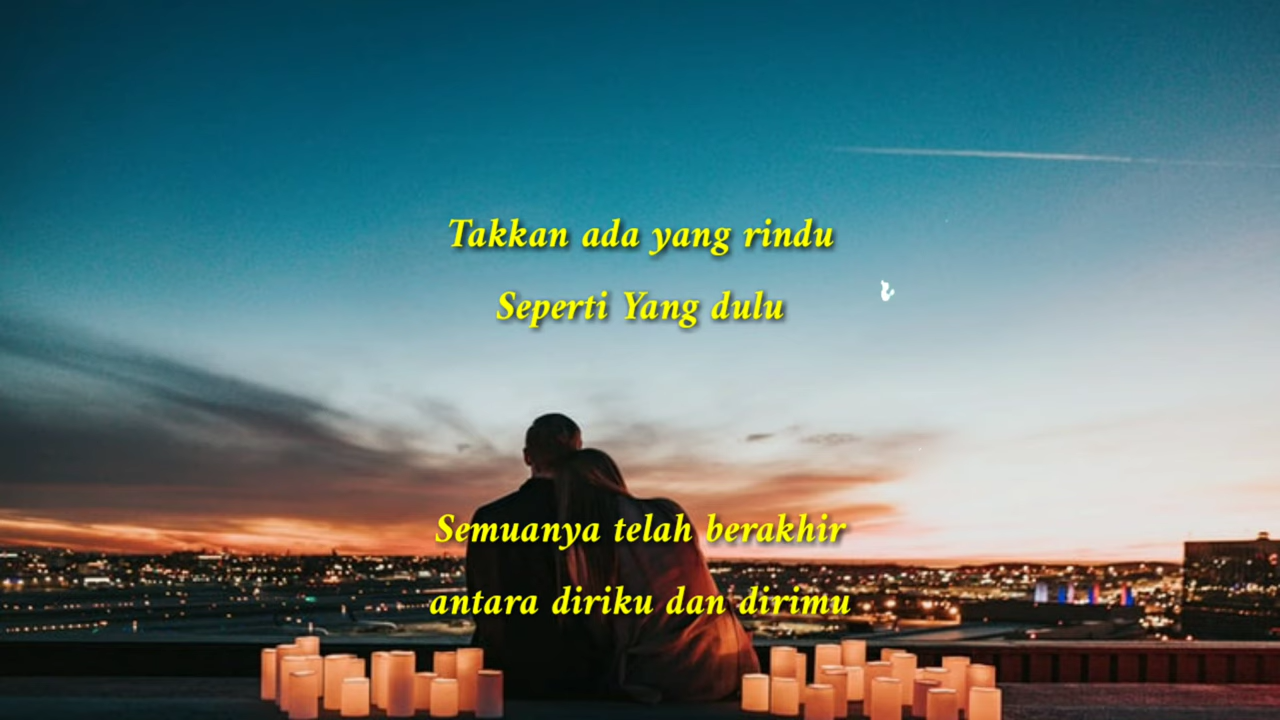 Takkan ada yang rindu
Seperti Yang dulu
Semuanya telah berakhir
antara diriku dan dirimu